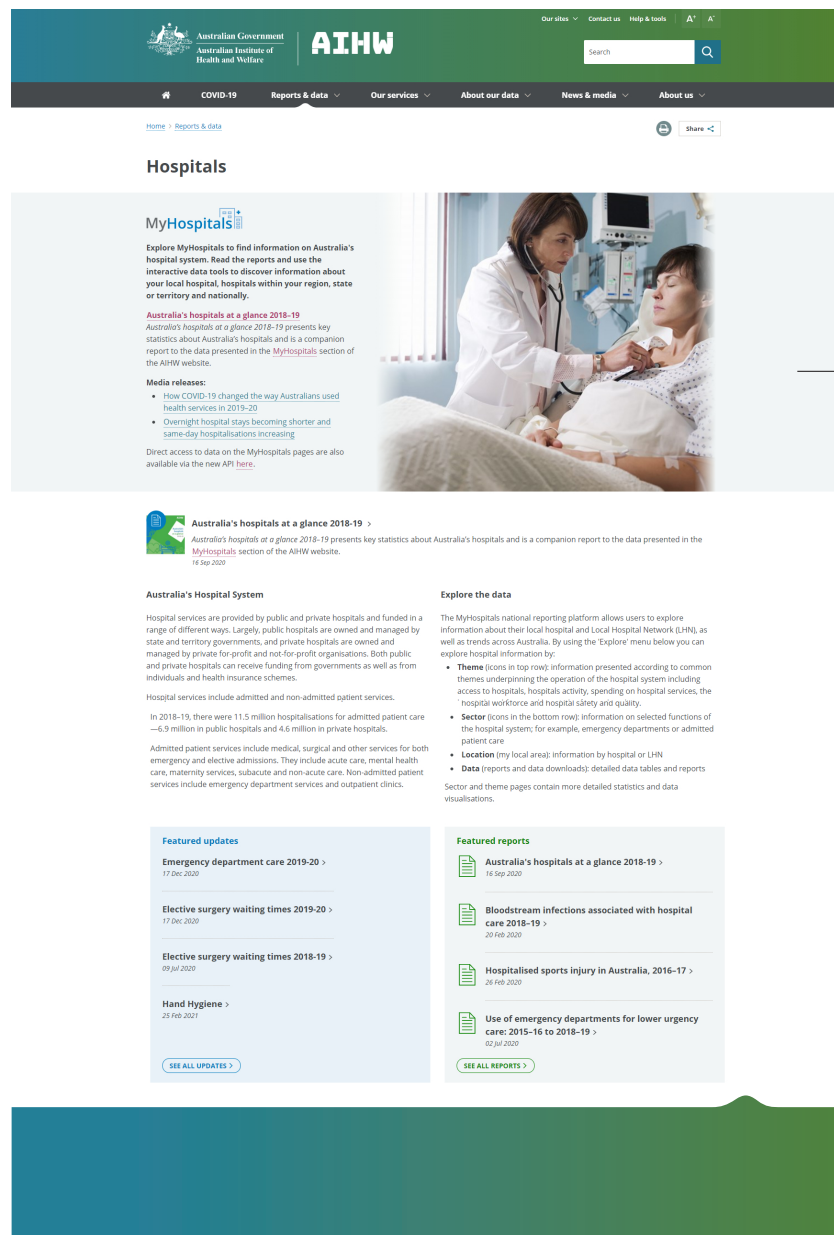 Our sites Contact us Help & tools A+ A-
Australian Government
Australian Institute of
Health and Welfare
AIHW
Search
COVID-19 Reports & data Our services About our data News & media About us
Home > Reports & data
Share
Hospitals
MyHospitals
Explore MyHospitals to find information on Australia's
hospital system. Read the reports and use the
interactive data tools to discover information about
your local hospital, hospitals within your region, state
or territory and nationally.
Australia's hospitals at a glance 2018–19
Australia's hospitals at a glance 2018–19 presents key
statistics about Australia's hospitals and is a companion
report to the data presented in the MyHospitals section of
the AIHW website.
Media releases:
• How COVID-19 changed the way Australians used
health services in 2019–20
• Overnight hospital stays becoming shorter and
same-day hospitalisations increasing
Direct access to data on the MyHospitals pages are also
available via the new API here.
Australia's hospitals at a glance 2018-19 >
Australia's hospitals at a glance 2018–19 presents key statistics about Australia's hospitals and is a companion report to the data presented in the
MyHospitals section of the AIHW website.
16 Sep 2020
Australia's Hospital System
Hospital services are provided by public and private hospitals and funded in a
range of different ways. Largely, public hospitals are owned and managed by
state and territory governments, and private hospitals are owned and
managed by private for-profit and not-for-profit organisations. Both public
and private hospitals can receive funding from governments as well as from
individuals and health insurance schemes.
Hospital services include admitted and non-admitted patient services.
In 2018–19, there were 11.5 million hospitalisations for admitted patient care
—6.9 million in public hospitals and 4.6 million in private hospitals.
Admitted patient services include medical, surgical and other services for both
emergency and elective admissions. They include acute care, mental health
care, maternity services, subacute and non-acute care. Non-admitted patient
services include emergency department services and outpatient clinics.
Explore the data
The MyHospitals national reporting platform allows users to explore
information about their local hospital and Local Hospital Network (LHN), as
well as trends across Australia. By using the 'Explore' menu below you can
explore hospital information by:
• Theme (icons in top row): information presented according to common
themes underpinning the operation of the hospital system including
access to hospitals, hospitals activity, spending on hospital services, the
hospital workforce and hospital safety and quality.
• Sector (icons in the bottom row): information on selected functions of
the hospital system; for example, emergency departments or admitted
patient care
• Location (my local area): information by hospital or LHN
• Data (reports and data downloads): detailed data tables and reports
Sector and theme pages contain more detailed statistics and data
visualisations.
Featured updates
Emergency department care 2019-20 >
17 Dec 2020
Elective surgery waiting times 2019-20 >
17 Dec 2020
Elective surgery waiting times 2018-19 >
09 Jul 2020
Hand Hygiene >
25 Feb 2021
SEE ALL UPDATES >
Featured reports
Australia's hospitals at a glance 2018-19 >
16 Sep 2020
Bloodstream infections associated with hospital
care 2018–19 >
20 Feb 2020
Hospitalised sports injury in Australia, 2016–17 >
26 Feb 2020
Use of emergency departments for lower urgency
care: 2015–16 to 2018–19 >
02 Jul 2020
SEE ALL REPORTS >